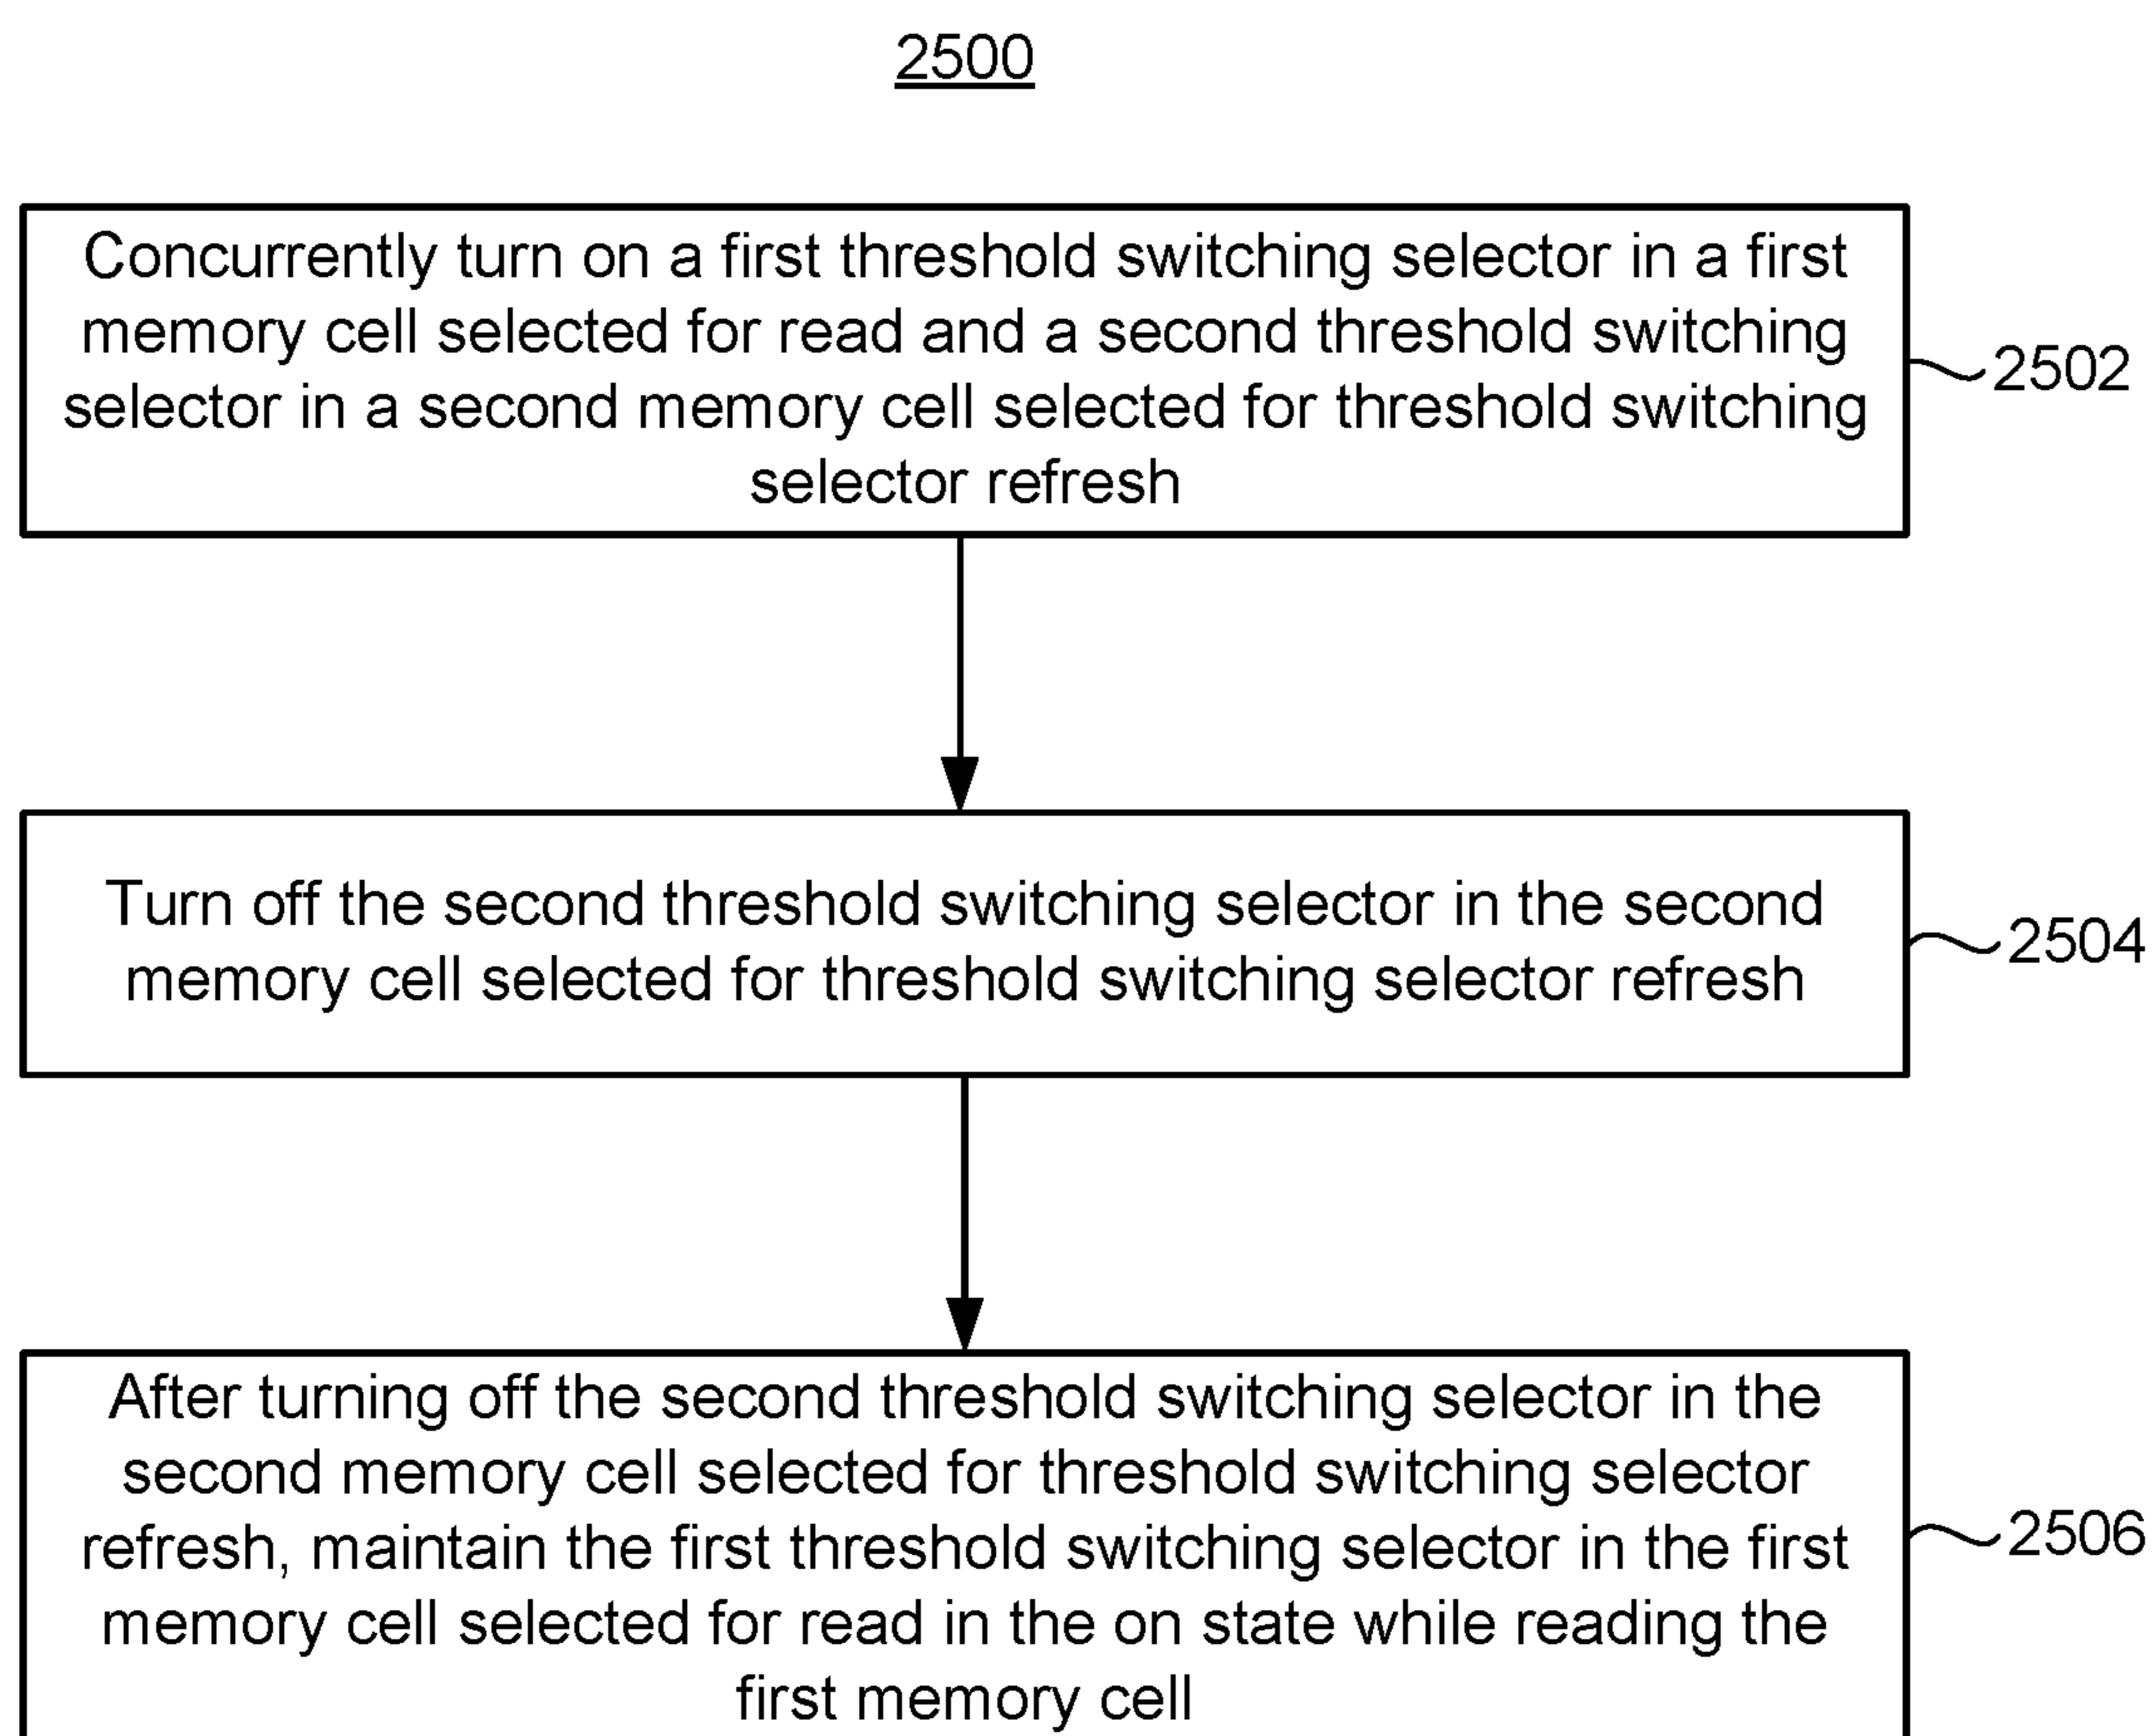 2500
Concurrently turn on a first threshold switching selector in a first
memory cell selected for read and a second threshold switching
selector in a second memory cell selected for threshold switching
selector refresh
2502
Turn off the second threshold switching selector in the second
memory cell selected for threshold switching selector refresh
2504
After turning off the second threshold switching selector in the
second memory cell selected for threshold switching selector
refresh, maintain the first threshold switching selector in the first
memory cell selected for read in the on state while reading the
first memory cell
2506